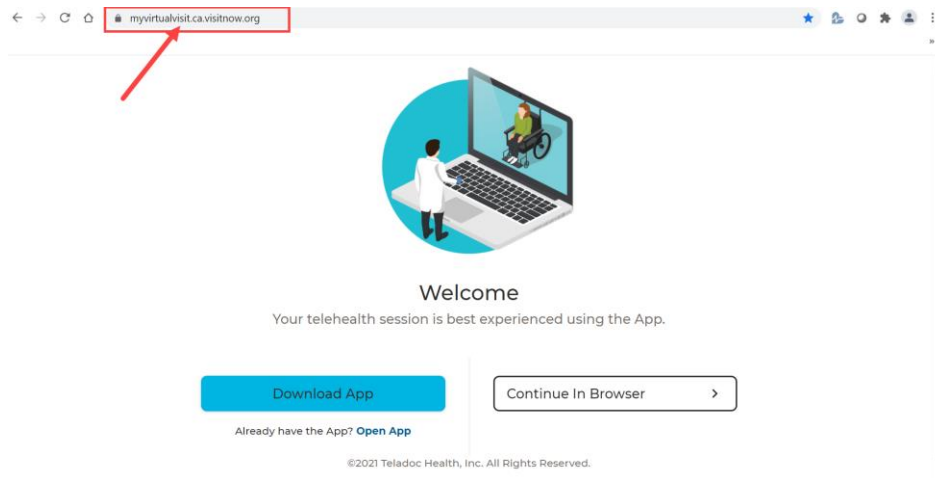 myvirtualvisit.ca.visitnow.org
Welcome
Your telehealth session is best experienced using the App.
Download App
Continue In Browser
Already have the App? Open App
©2021 Teladoc Health, Inc. All Rights Reserved.